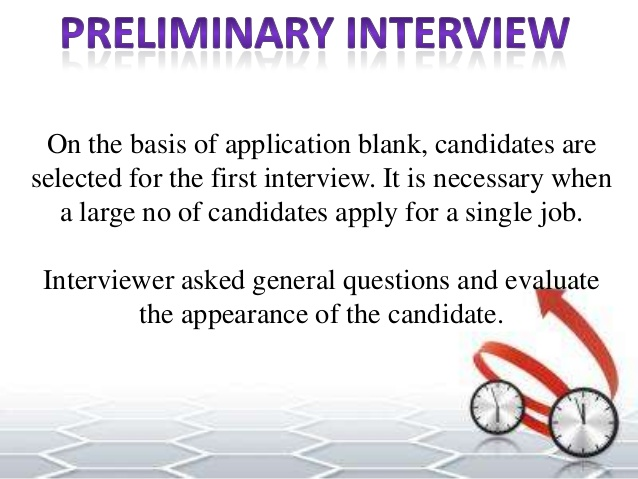 PRELIMINARY INTERVIEW
On the basis of application blank, candidates are
selected for the first interview. It is necessary when
a large no of candidates apply for a single job.
Interviewer asked general questions and evaluate
the appearance of the candidate.